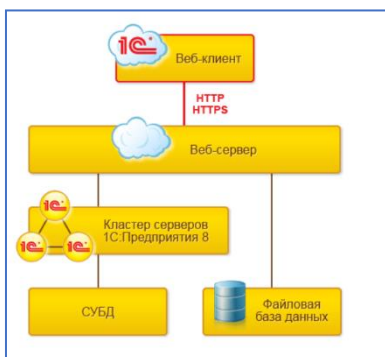 1С
Веб-клиент
HTTP
HTTPS
Веб-сервер
1С
1С 1С
Кластер серверов
1С:Предприятия 8
СУБД
Файловая
база данных